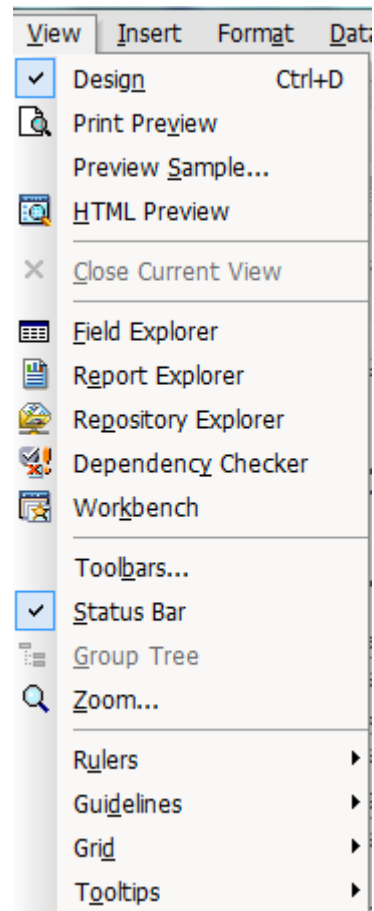 View Insert Format Data
Design Ctrl+D
Print Preview
Preview Sample...
HTML Preview
Close Current View
Field Explorer
Report Explorer
Repository Explorer
Dependency Checker
Workbench
Toolbars...
Status Bar
Group Tree
Zoom...
Rulers
Guidelines
Grid
Tooltips